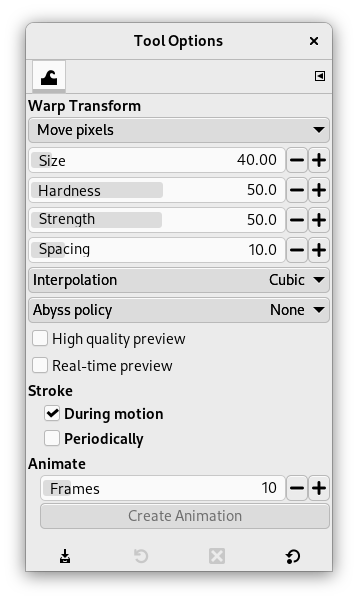 Tool Options
Warp Transform
Move pixels
Size 40.00
Hardness 50.0
Strength 50.0
Spacing 10.0
Interpolation Cubic
Abyss policy None
High quality preview
Real-time preview
Stroke
During motion
Periodically
Animate
Frames 10
Create Animation